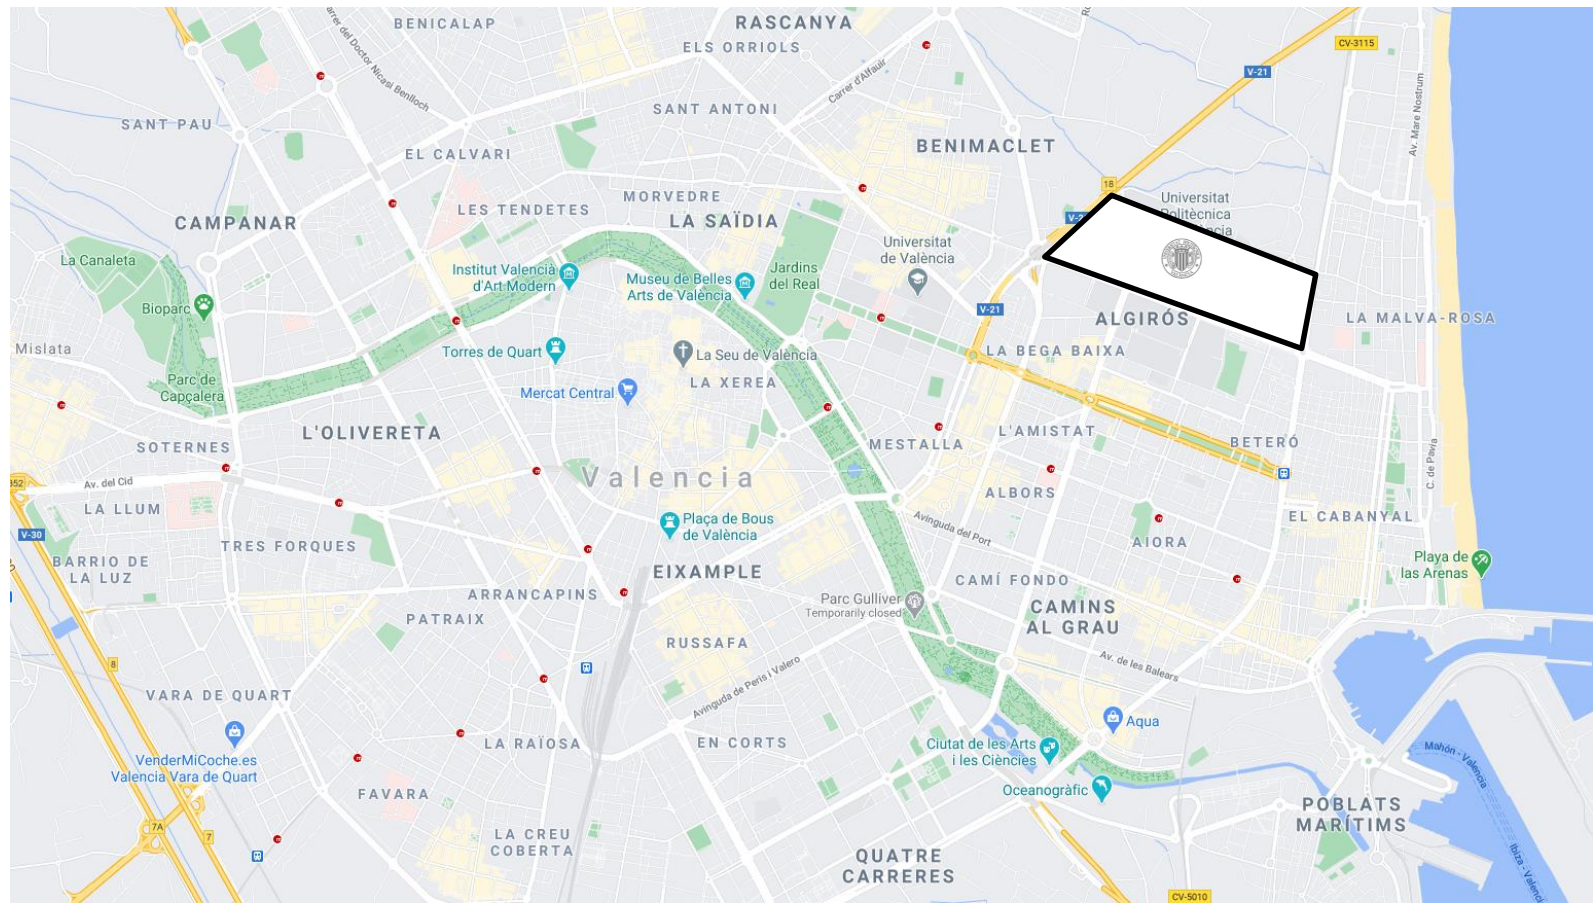 BENICALAP
RASCANYA
ELS ORRIOLS
CV-3115
V-21
Carrer del Doctor Nicasi Benlloch
Carrer d'Alfauir
Av. Mare Nostrum
SANT PAU
SANT ANTONI
EL CALVARI
BENIMACLET
18
MORVEDRE
LES TENDETES
CAMPANAR
LA SAÏDIA
Universitat
Politècnica
La Canaleta
Universitat
de València
Institut Valencià
d'Art Modern
Museu de Belles
Arts de València
Jardins
del Real
Bioparc
V-21
ALGIRÓS
LA MALVA-ROSA
Mislata
Torres de Quart
La Seu de València
LA BEGA BAIXA
Parc de
Capçalera
Mercat Central
LA XEREA
L'OLIVERETA
SOTERNES
MESTALLA
L'AMISTAT
BETERÓ
C. de Pavia
Valencia
Av. del Cid
LA LLUM
ALBORS
EL CABANYAL
Plaça de Bous
de València
Avinguda del Port
V-30
TRES FORQUES
AIORA
BARRIO DE
LA LUZ
EIXAMPLE
Playa de
las Arenas
ARRANCAPINS
CAMÍ FONDO
Parc Gulliver
Temporarily closed
CAMINS
AL GRAU
PATRAIX
RUSSAFA
8
Av. de les Balears
VARA DE QUART
Avinguda de Peris i Valero
Aqua
VenderMiCoche.es
Valencia Vara de Quart
LA RAÏOSA
EN CORTS
Ciutat de les Arts
i les Ciències
Mahón - Valencia
Oceanogràfic
FAVARA
POBLATS
MARÍTIMS
7A
7
LA CREU
COBERTA
QUATRE
CARRERES
CV-5010